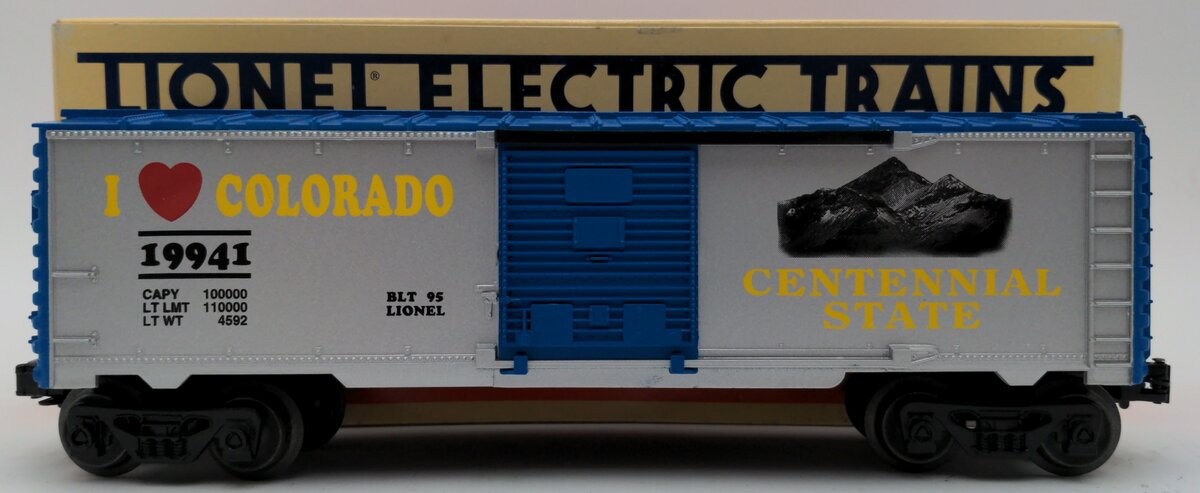 LIONEL® ELECTRIC TRAINS
I ❤ COLORADO
19941
CAPY 100000
LT LMT 110000
LT WT 4592
BLT 95
LIONEL
CENTENNIAL
STATE